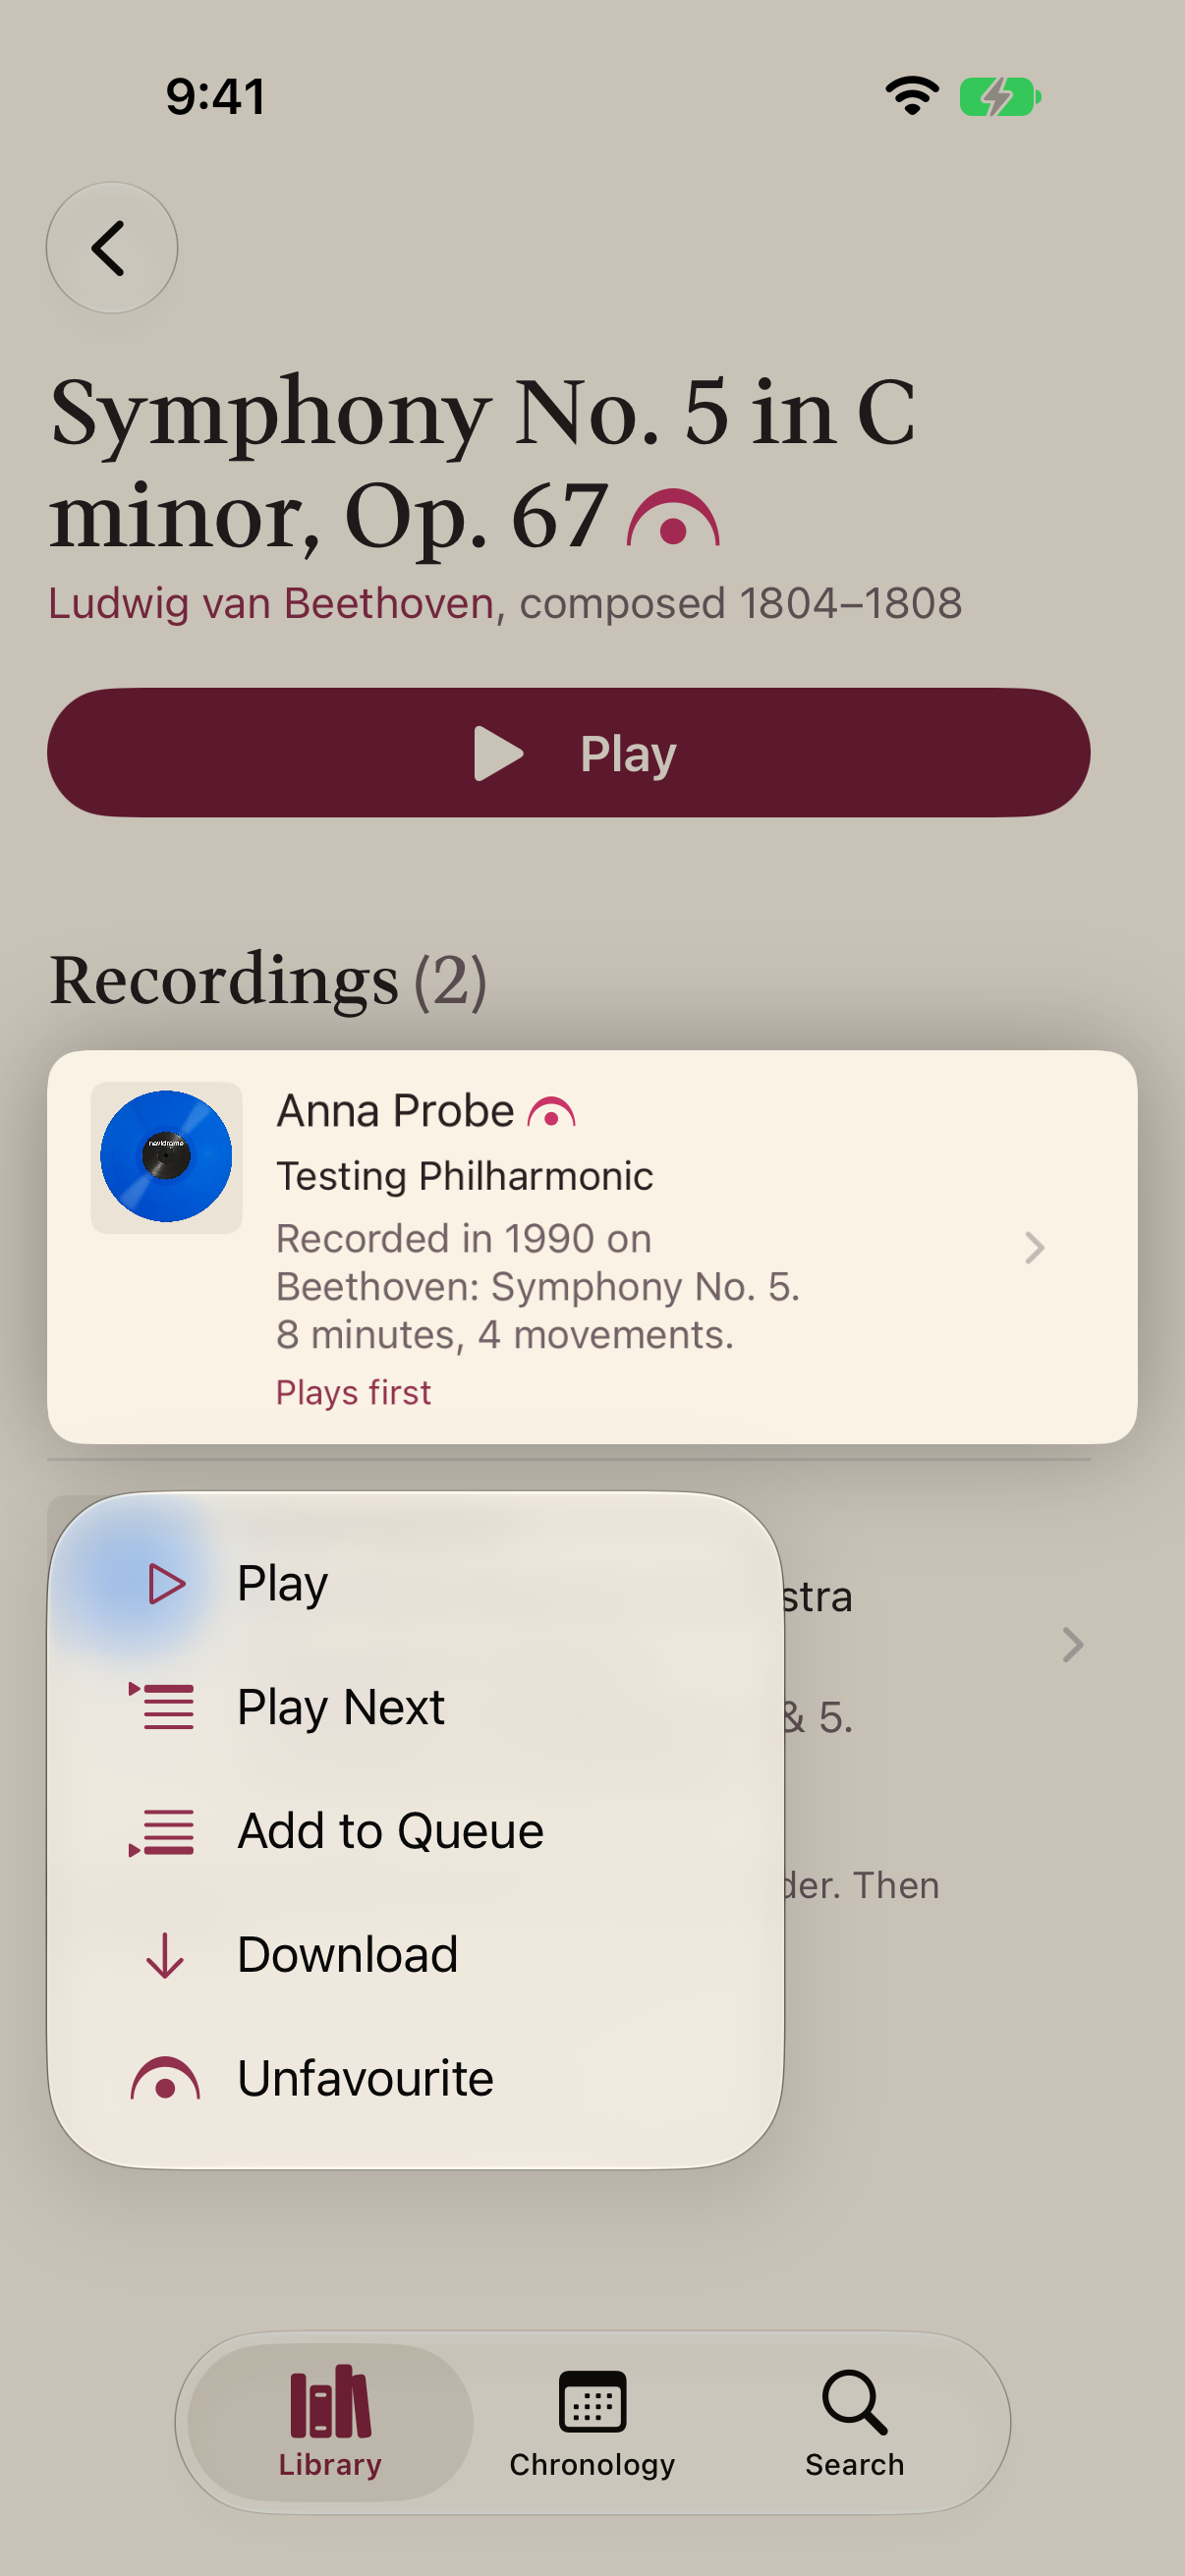 9:41
Symphony No. 5 in C
minor, Op. 67
Ludwig van Beethoven, composed 1804–1808
Play
Recordings (2)
navidrome
Anna Probe
Testing Philharmonic
Recorded in 1990 on
Beethoven: Symphony No. 5.
8 minutes, 4 movements.
Plays first
Play
stra
Play Next
& 5.
Add to Queue
der. Then
Download
Unfavourite
Library
Chronology
Search